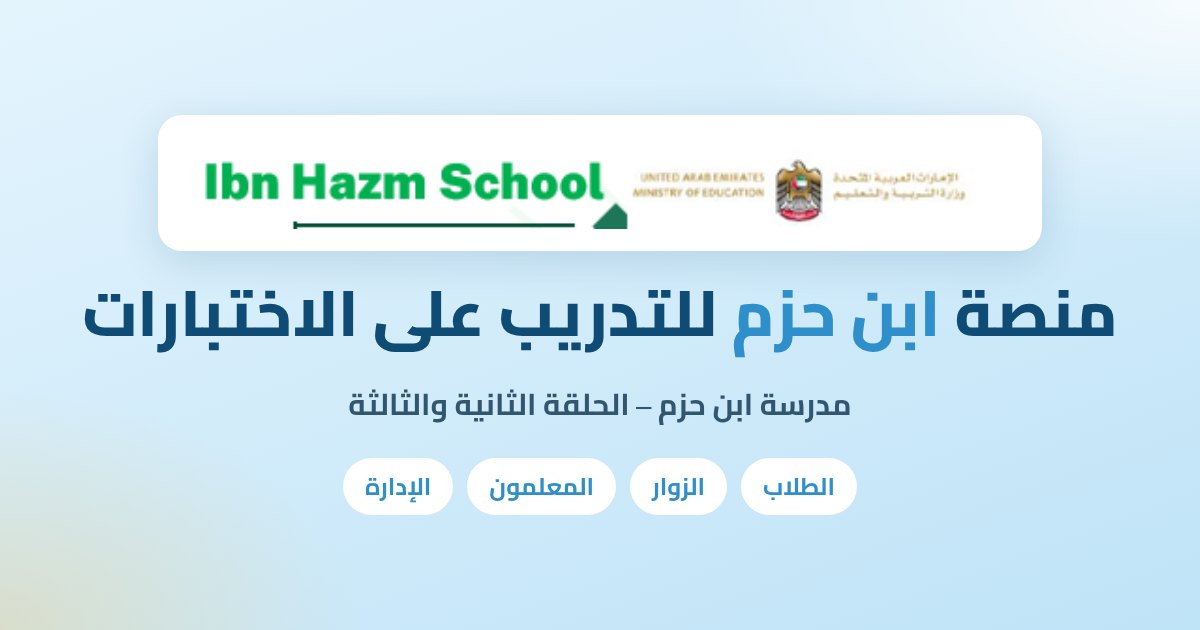 Ibn Hazm School
UNITED ARAB EMIRATES
MINISTRY OF EDUCATION
الإمارات العربية المتحدة
وزارة التربية والتعليم
منصة ابن حزم للتدريب على الاختبارات
مدرسة ابن حزم – الحلقة الثانية والثالثة
الطلاب
الزوار
المعلمون
الإدارة